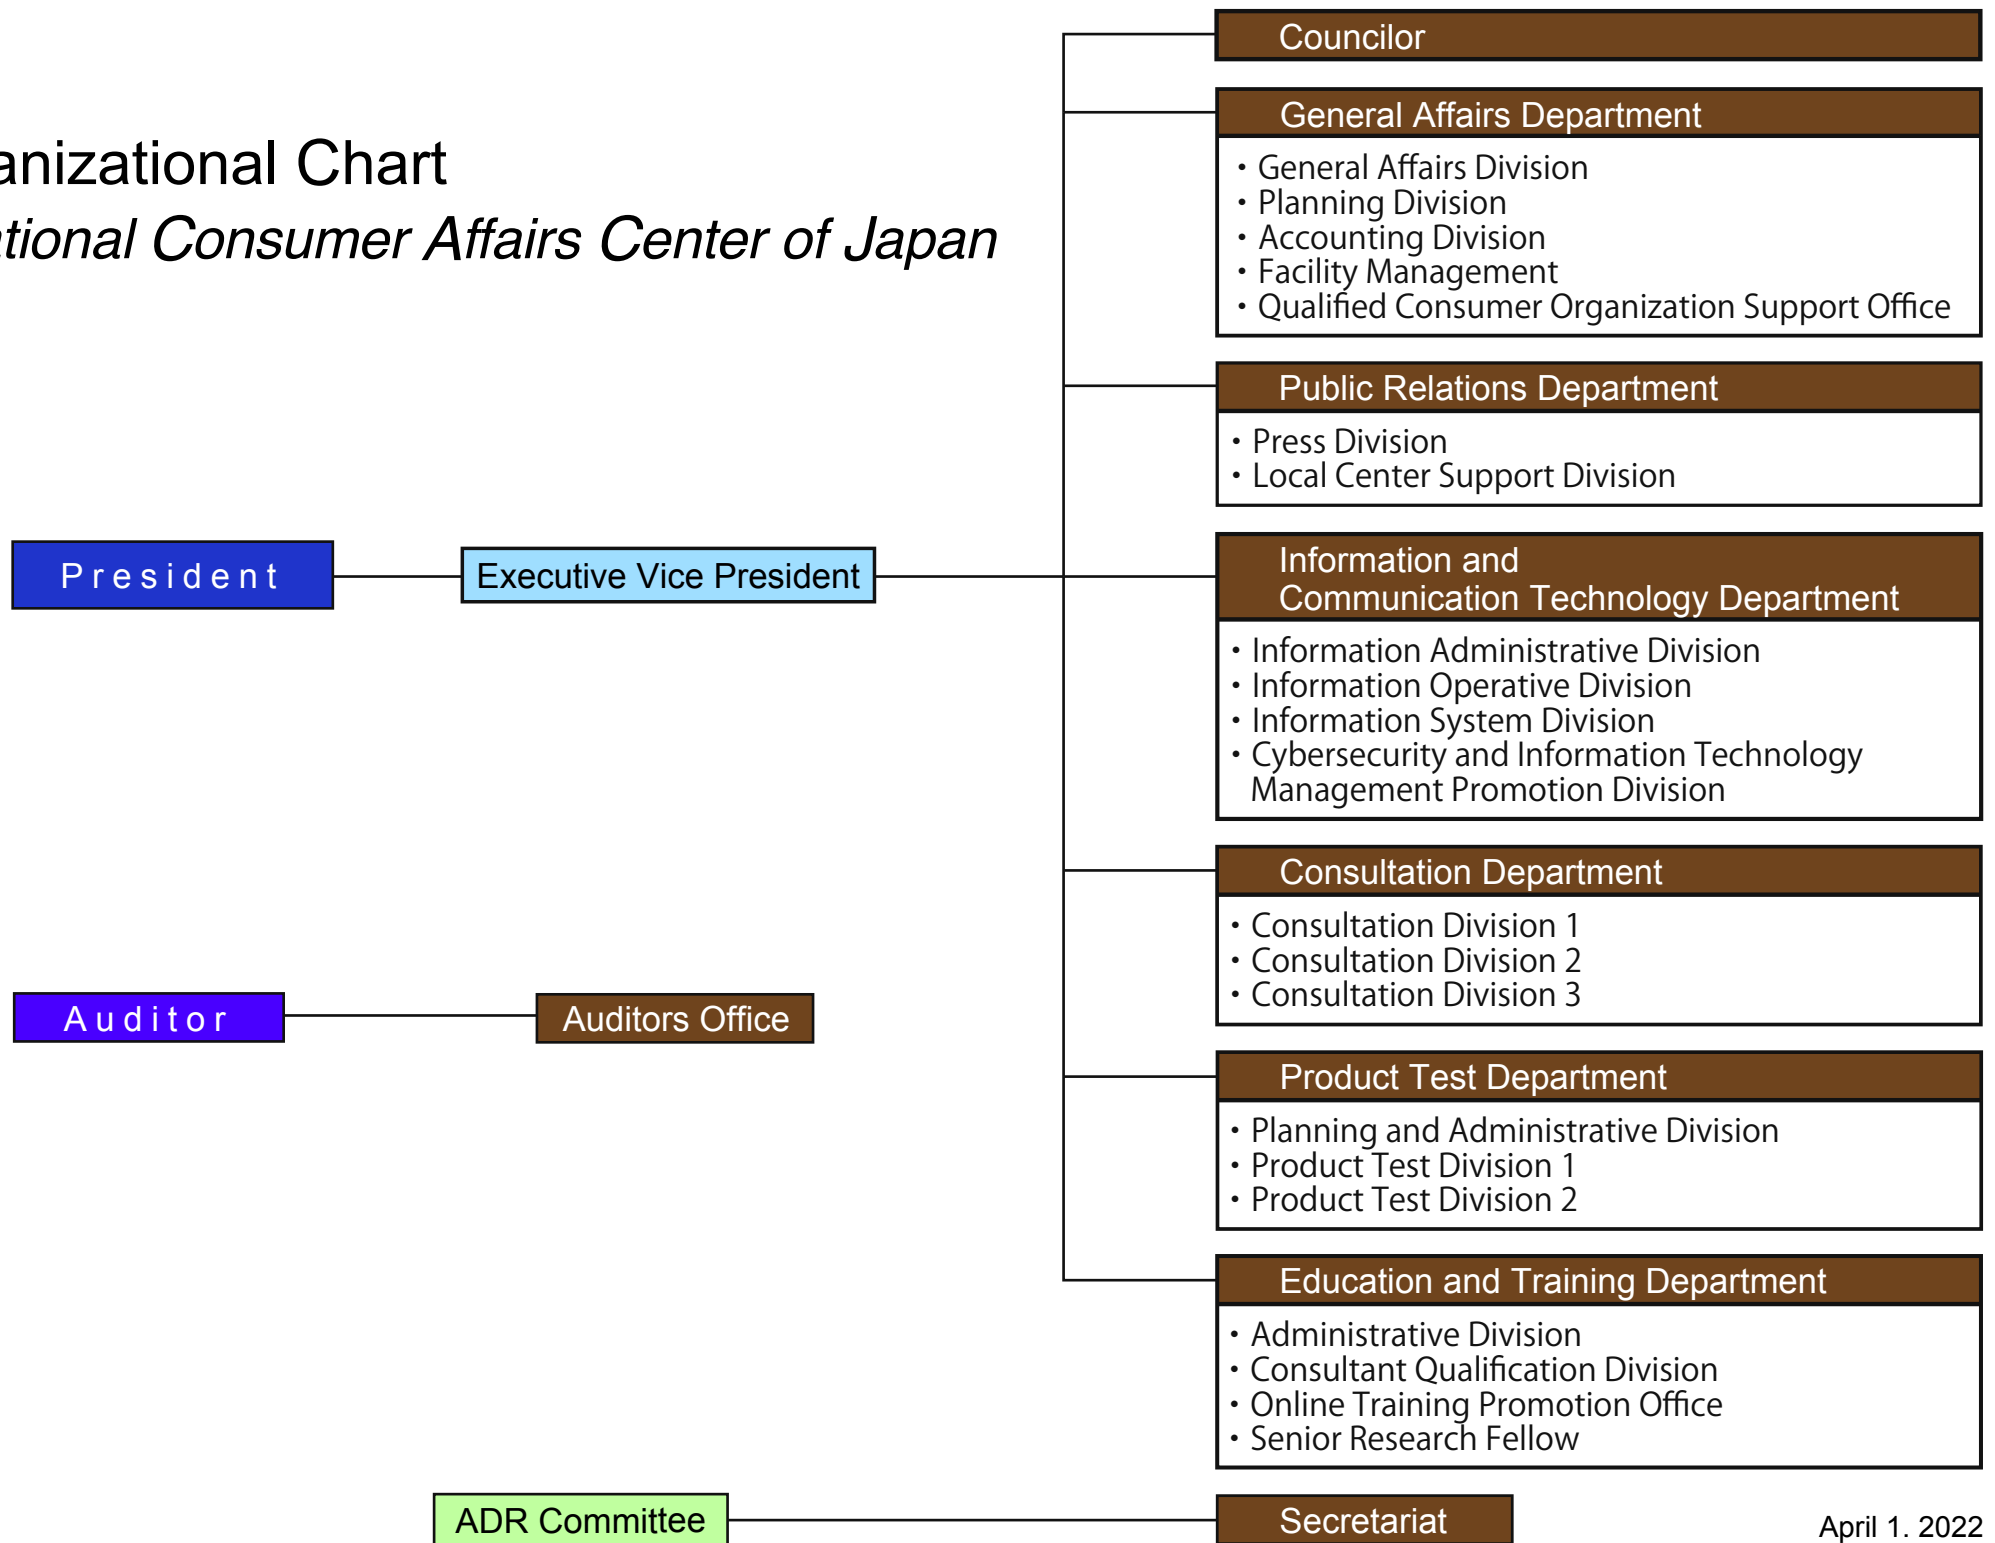 anizational Chart
ational Consumer Affairs Center of Japan
Councilor
General Affairs Department
・General Affairs Division
・Planning Division
・Accounting Division
・Facility Management
・Qualified Consumer Organization Support Office
Public Relations Department
・Press Division
・Local Center Support Division
President
Executive Vice President
Information and
Communication Technology Department
・Information Administrative Division
・Information Operative Division
・Information System Division
・Cybersecurity and Information Technology
Management Promotion Division
Consultation Department
・Consultation Division 1
・Consultation Division 2
・Consultation Division 3
Auditor
Auditors Office
Product Test Department
・Planning and Administrative Division
・Product Test Division 1
・Product Test Division 2
Education and Training Department
・Administrative Division
・Consultant Qualification Division
・Online Training Promotion Office
・Senior Research Fellow
ADR Committee
Secretariat
April 1. 2022